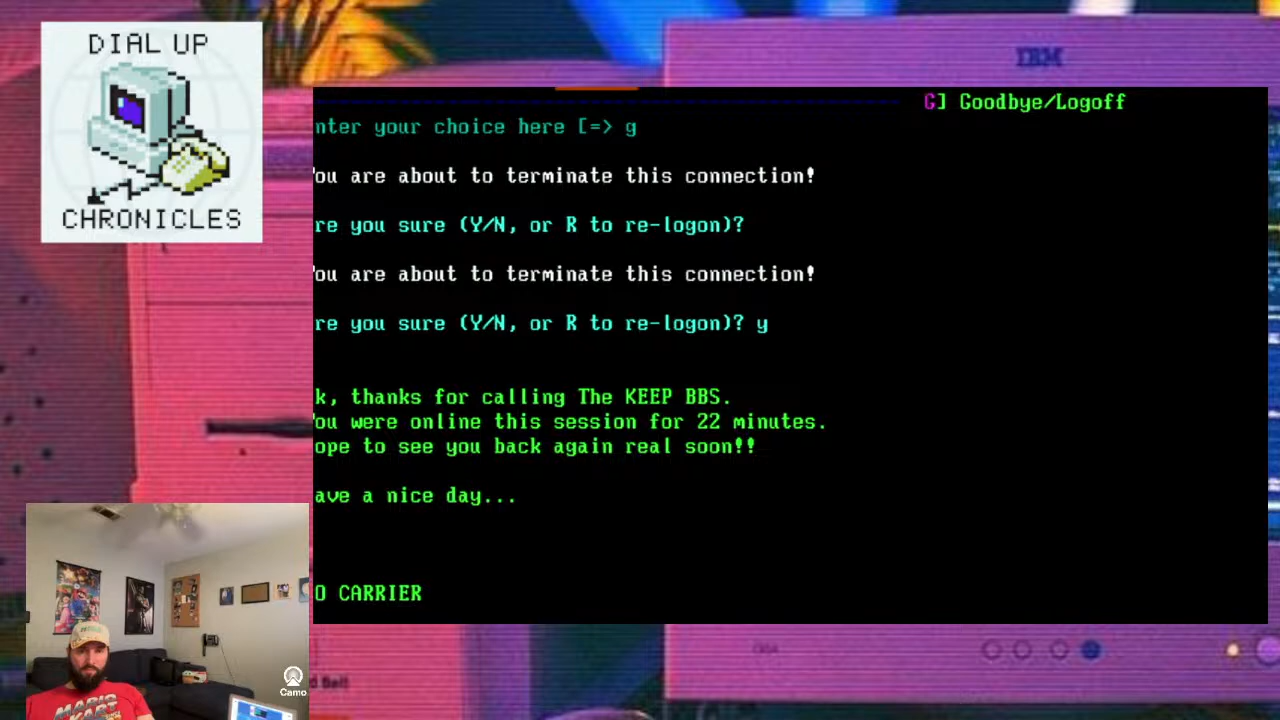 DIAL UP
CHRONICLES
IBM
G] Goodbye/Logoff
nter your choice here [=> g
ou are about to terminate this connection!
re you sure (Y/N, or R to re-logon)?
ou are about to terminate this connection!
re you sure (Y/N, or R to re-logon)? y
k, thanks for calling The KEEP BBS.
ou were online this session for 22 minutes.
ope to see you back again real soon!!
ave a nice day...
O CARRIER
d Bell
Camo
MARIO
KART